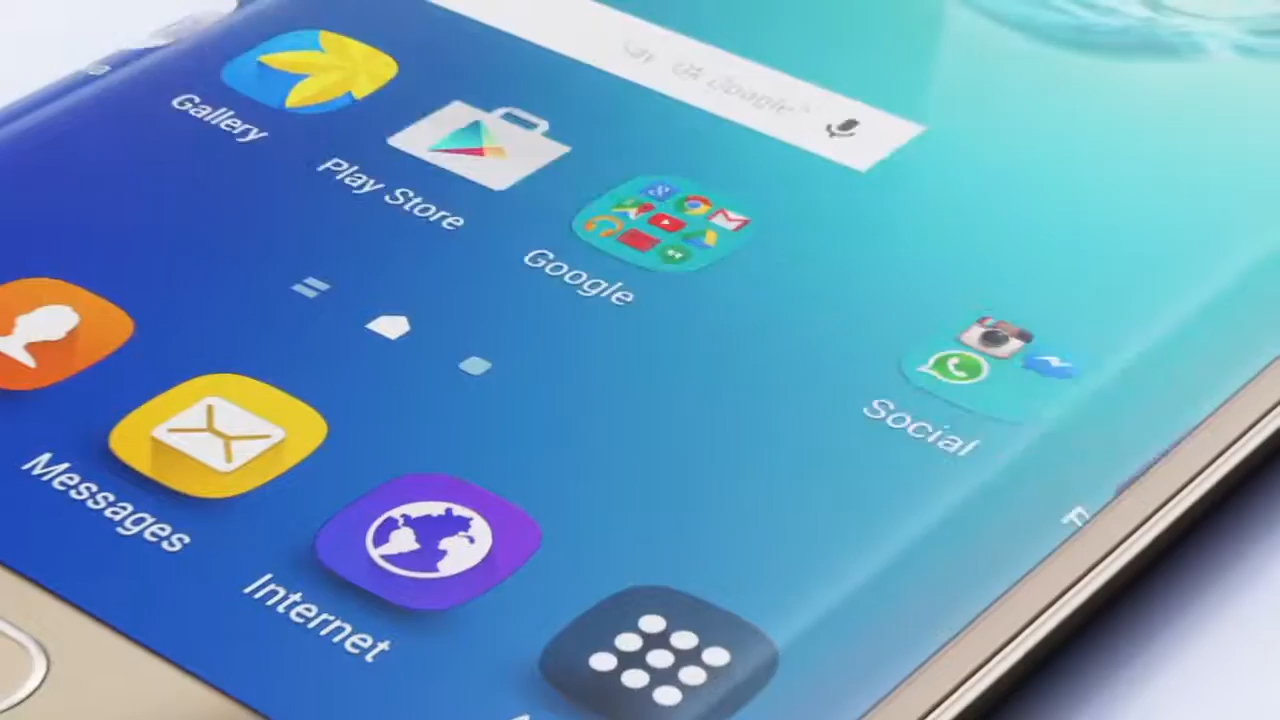 Gallery
Play Store
Google
Social
Messages
Internet